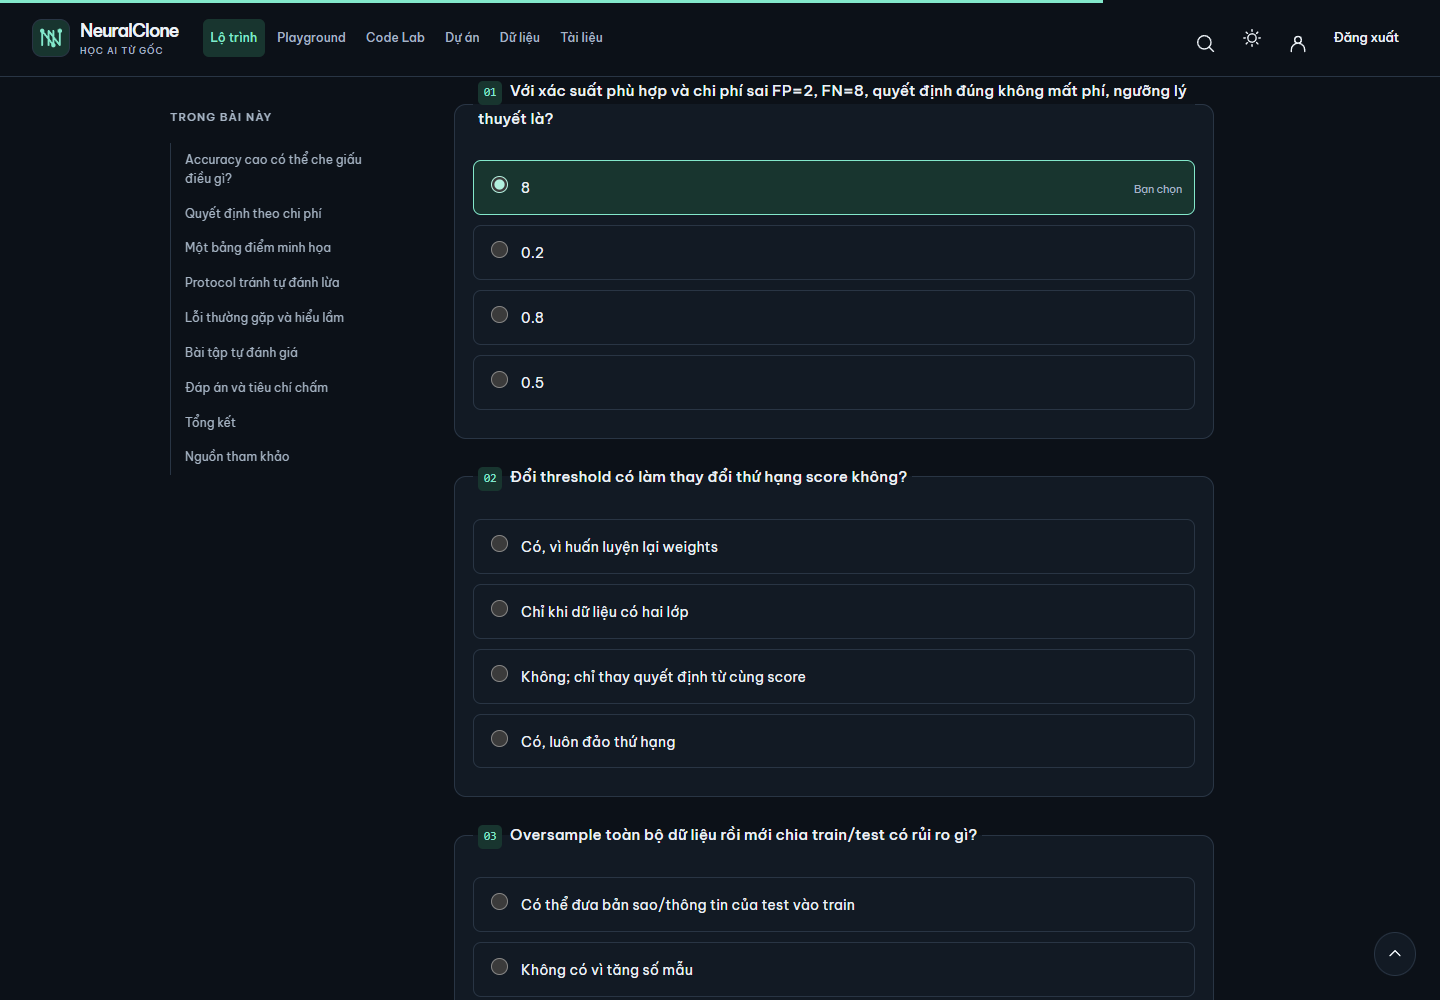 NeuralClone
HỌC AI TỪ GỐC
Lộ trình
Playground
Code Lab
Dự án
Dữ liệu
Tài liệu
Đăng xuất
TRONG BÀI NÀY
Accuracy cao có thể che giấu
điều gì?
Quyết định theo chi phí
Một bảng điểm minh họa
Protocol tránh tự đánh lừa
Lỗi thường gặp và hiểu lầm
Bài tập tự đánh giá
Đáp án và tiêu chí chấm
Tổng kết
Nguồn tham khảo
01 Với xác suất phù hợp và chi phí sai FP=2, FN=8, quyết định đúng không mất phí, ngưỡng lý
thuyết là?
8
Bạn chọn
0.2
0.8
0.5
02 Đổi threshold có làm thay đổi thứ hạng score không?
Có, vì huấn luyện lại weights
Chỉ khi dữ liệu có hai lớp
Không; chỉ thay quyết định từ cùng score
Có, luôn đảo thứ hạng
03 Oversample toàn bộ dữ liệu rồi mới chia train/test có rủi ro gì?
Có thể đưa bản sao/thông tin của test vào train
Không có vì tăng số mẫu